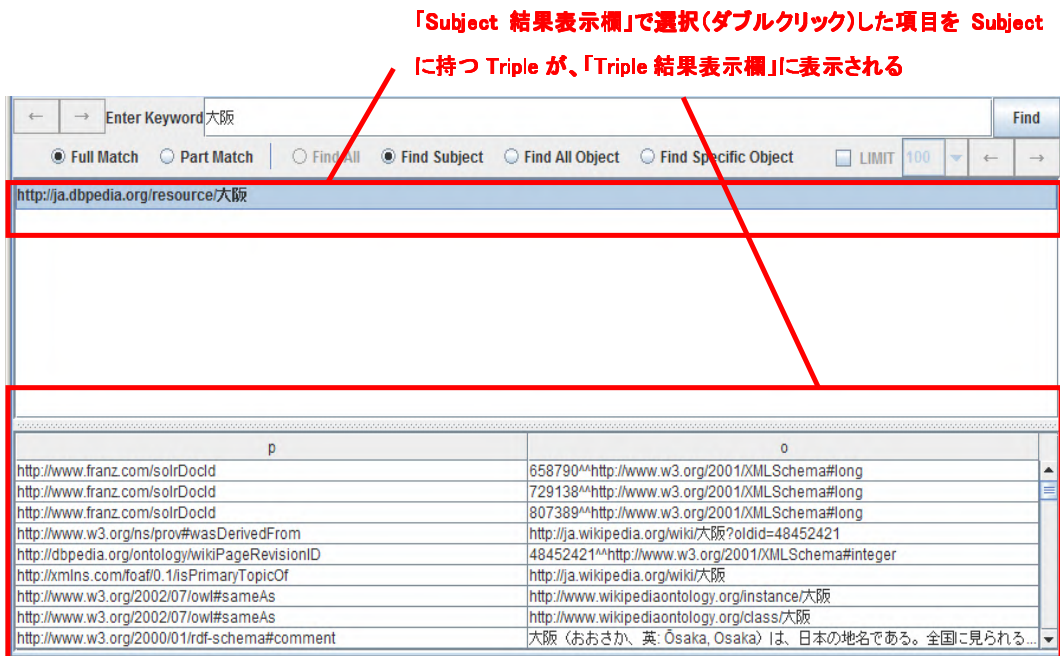 「Subject 結果表示欄」で選択(ダブルクリック)した項目を Subject
に持つ Triple が、「Triple 結果表示欄」に表示される
← → Enter Keyword 大阪 Find
Full Match Part Match Find All Find Subject Find All Object Find Specific Object LIMIT 100 ← →
http://ja.dbpedia.org/resource/大阪
p o
http://www.franz.com/solrDocId 658790^^http://www.w3.org/2001/XMLSchema#long
http://www.franz.com/solrDocId 729138^^http://www.w3.org/2001/XMLSchema#long
http://www.franz.com/solrDocId 807389^^http://www.w3.org/2001/XMLSchema#long
http://www.w3.org/ns/prov#wasDerivedFrom http://ja.wikipedia.org/wiki/大阪?oldid=48452421
http://dbpedia.org/ontology/wikiPageRevisionID 48452421^^http://www.w3.org/2001/XMLSchema#integer
http://xmlns.com/foaf/0.1/isPrimaryTopicOf http://ja.wikipedia.org/wiki/大阪
http://www.w3.org/2002/07/owl#sameAs http://www.wikipediaontology.org/instance/大阪
http://www.w3.org/2002/07/owl#sameAs http://www.wikipediaontology.org/class/大阪
http://www.w3.org/2000/01/rdf-schema#comment 大阪(おおさか、英: Ōsaka, Osaka)は、日本の地名である。全国に見られる...